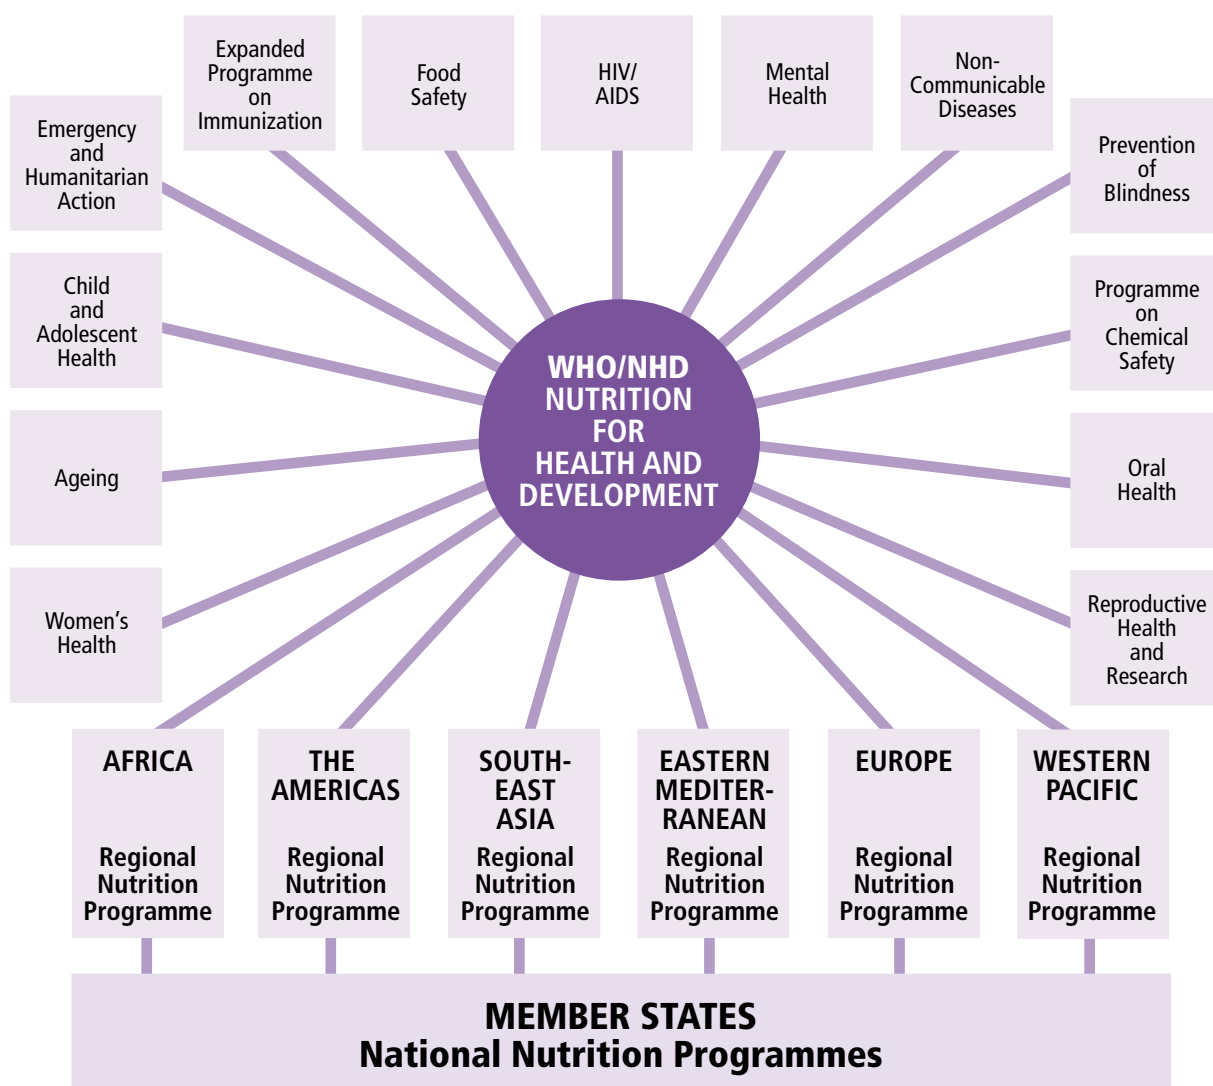 Expanded
Programme
on
Immunization
Food
Safety
HIV/
AIDS
Mental
Health
Non-
Communicable
Diseases
Emergency
and
Humanitarian
Action
Prevention
of
Blindness
Child
and
Adolescent
Health
Programme
on
Chemical
Safety
WHO/NHD
NUTRITION
FOR
HEALTH AND
DEVELOPMENT
Ageing
Oral
Health
Women’s
Health
Reproductive
Health
and
Research
AFRICA
Regional
Nutrition
Programme
THE
AMERICAS
Regional
Nutrition
Programme
SOUTH-
EAST
ASIA
Regional
Nutrition
Programme
EASTERN
MEDITER-
RANEAN
Regional
Nutrition
Programme
EUROPE
Regional
Nutrition
Programme
WESTERN
PACIFIC
Regional
Nutrition
Programme
MEMBER STATES
National Nutrition Programmes